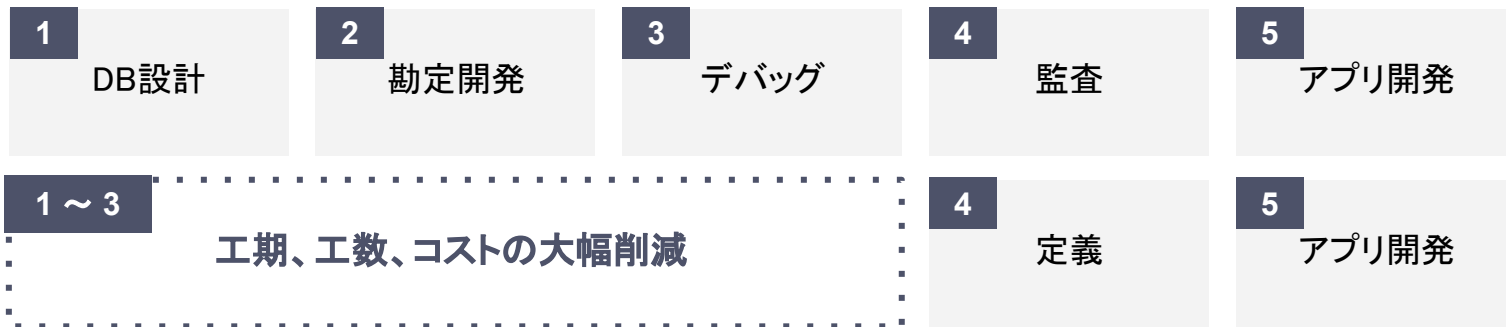 1
DB設計
2
勘定開発
3
デバッグ
4
監査
5
アプリ開発
1 〜 3
工期、工数、コストの大幅削減
4
定義
5
アプリ開発